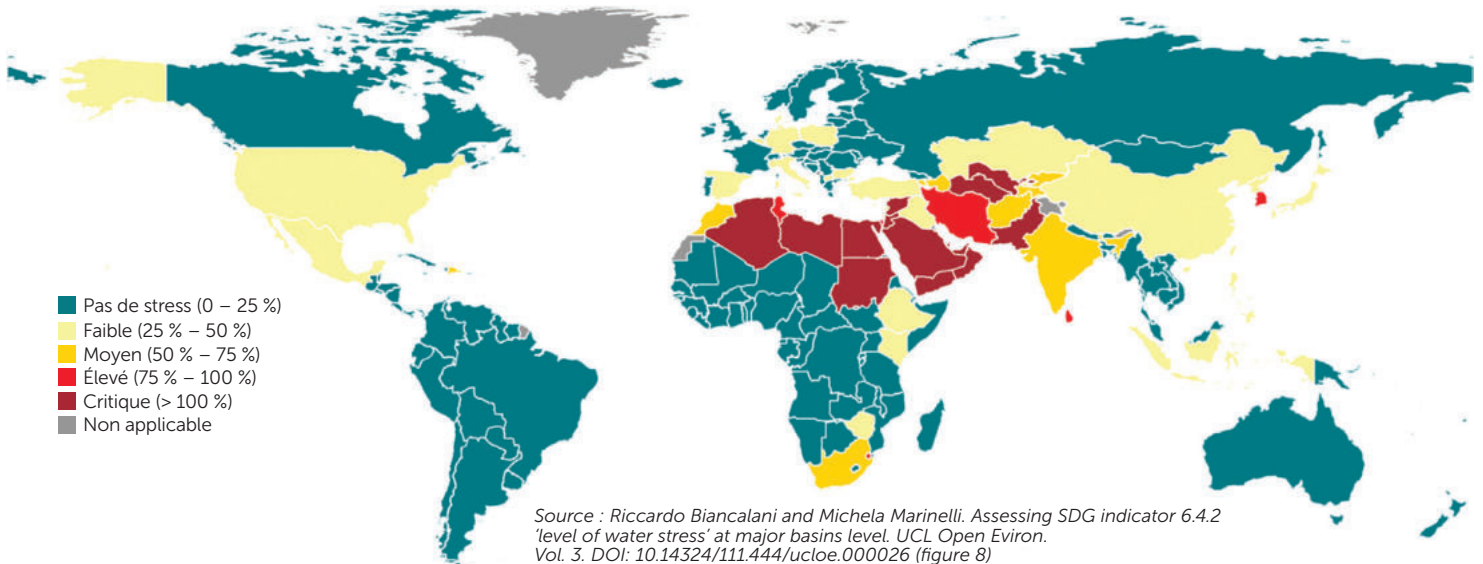 Pas de stress (0 – 25 %)
Faible (25 % – 50 %)
Moyen (50 % – 75 %)
Élevé (75 % – 100 %)
Critique (> 100 %)
Non applicable
Source : Riccardo Biancalani and Michela Marinelli. Assessing SDG indicator 6.4.2
‘level of water stress’ at major basins level. UCL Open Eviron.
Vol. 3. DOI: 10.14324/111.444/ucloe.000026 (figure 8)